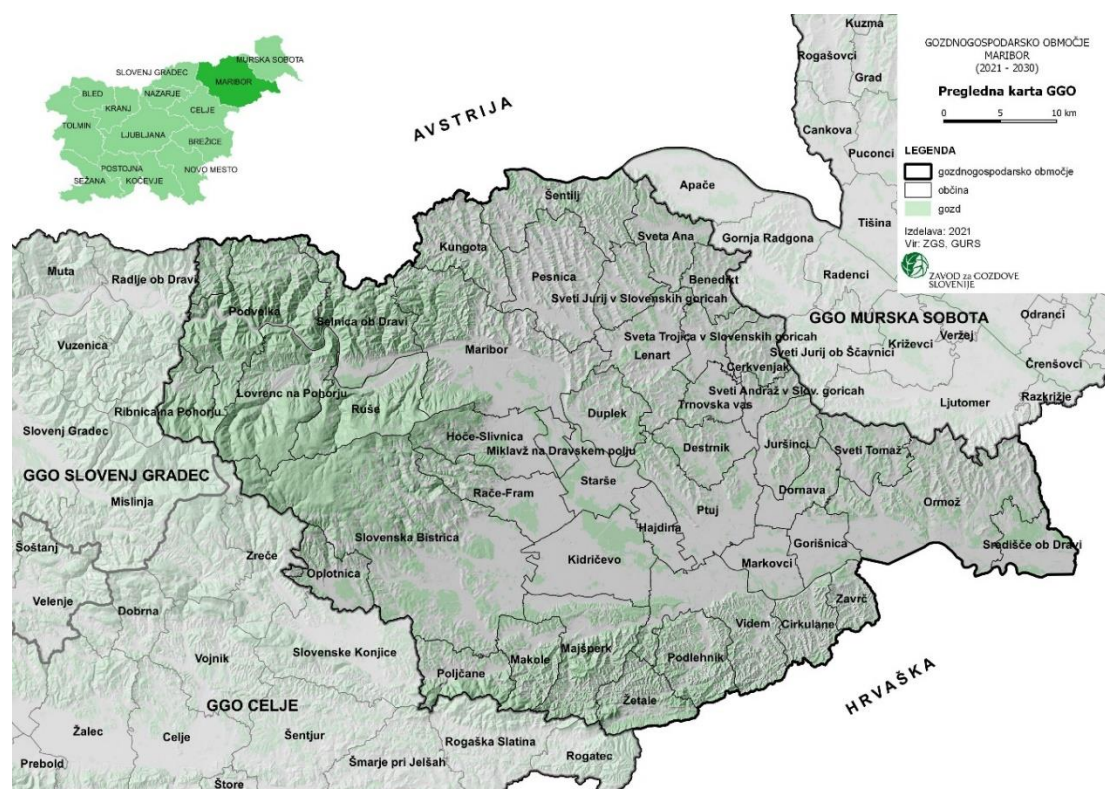 MURSKA SOBOTA
SLOVENJ GRADEC
MARIBOR
BLED
NAZARJE
KRANJ
CELJE
TOLMIN
LJUBLJANA
BREŽICE
POSTOJNA
NOVO MESTO
SEŽANA
KOČEVJE
GOZDNOGOSPODARSKO OBMOČJE
MARIBOR
(2021 - 2030)
Pregledna karta GGO
0 5 10 km
LEGENDA
gozdnogospodarsko območje
občina
gozd
Izdelava: 2021
Vir: ZGS, GURS
ZAVOD za GOZDOVE
SLOVENIJE
AVSTRIJA
Kuzma
Rogašovci
Grad
Cankova
Puconci
Tišina
Apače
Šentilj
Gornja Radgona
Sveta Ana
Kungota
Muta
Radlje ob Dravi
Pesnica
Benedikt
Radenci
Sveti Jurij v Slovenskih goricah
Podvelka
Selnica ob Dravi
GGO MURSKA SOBOTA
Odranci
Vuzenica
Maribor
Sveta Trojica v Slovenskih goricah
Križevci
Veržej
Lenart
Sveti Jurij ob Ščavnici
Črenšovci
Cerkvenjak
Lovrenc na Pohorju
Sveti Andraž v Slov. goricah
Razkrižje
Ribnica na Pohorju
Ruše
Duplek
Trnovska vas
Ljutomer
Slovenj Gradec
Hoče-Slivnica
Miklavž na Dravskem polju
Destrnik
Juršinci
Sveti Tomaž
GGO SLOVENJ GRADEC
Starše
Rače-Fram
Dornava
Ormož
Mislinja
Hajdina
Ptuj
Slovenska Bistrica
Gorišnica
Središče ob Dravi
Šoštanj
Zreče
Kidričevo
Markovci
Oplotnica
Velenje
Dobrna
Zavrč
Videm
Cirkulane
Vojnik
Slovenske Konjice
Makole
Majšperk
Podlehnik
Poljčane
Žetale
HRVAŠKA
GGO CELJE
Žalec
Celje
Šentjur
Rogaška Slatina
Rogatec
Prebold
Šmarje pri Jelšah
Štore